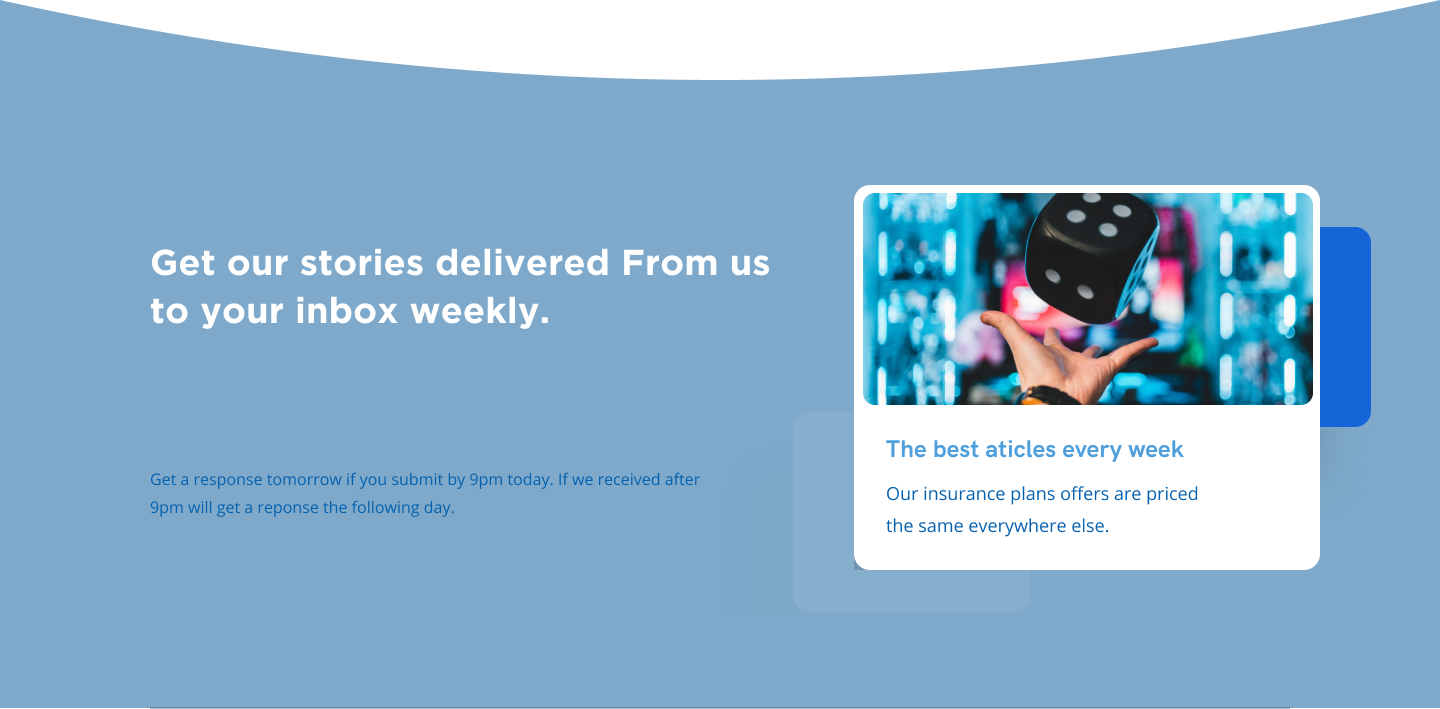 Get our stories delivered From us
to your inbox weekly.
Get a response tomorrow if you submit by 9pm today. If we received after
9pm will get a reponse the following day.
The best aticles every week
Our insurance plans offers are priced
the same everywhere else.